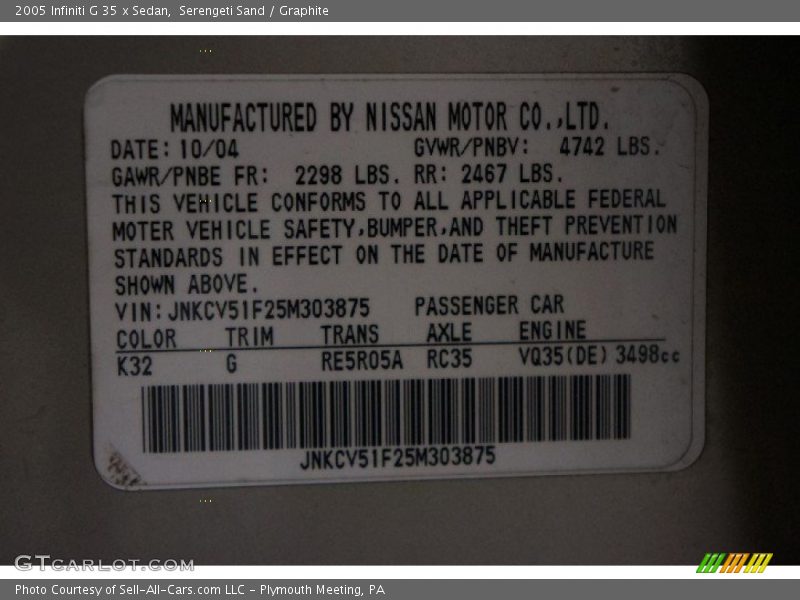 2005 Infiniti G 35 x Sedan,  Serengeti Sand / Graphite
MANUFACTURED BY NISSAN MOTOR CO.,LTD.
DATE: 10/04 GVWR/PNBV: 4742 LBS.
GAWR/PNBE FR: 2298 LBS. RR: 2467 LBS.
THIS VEHICLE CONFORMS TO ALL APPLICABLE FEDERAL
MOTER VEHICLE SAFETY,BUMPER,AND THEFT PREVENTION
STANDARDS IN EFFECT ON THE DATE OF MANUFACTURE
SHOWN ABOVE.
VIN: JNKCV51F25M303875 PASSENGER CAR
COLOR TRIM TRANS AXLE ENGINE
K32 G RE5R05A RC35 VQ35(DE) 3498cc
JNKCV51F25M303875
GTCARLOT.COM
Photo Courtesy of Sell-All-Cars.com LLC - Plymouth Meeting, PA